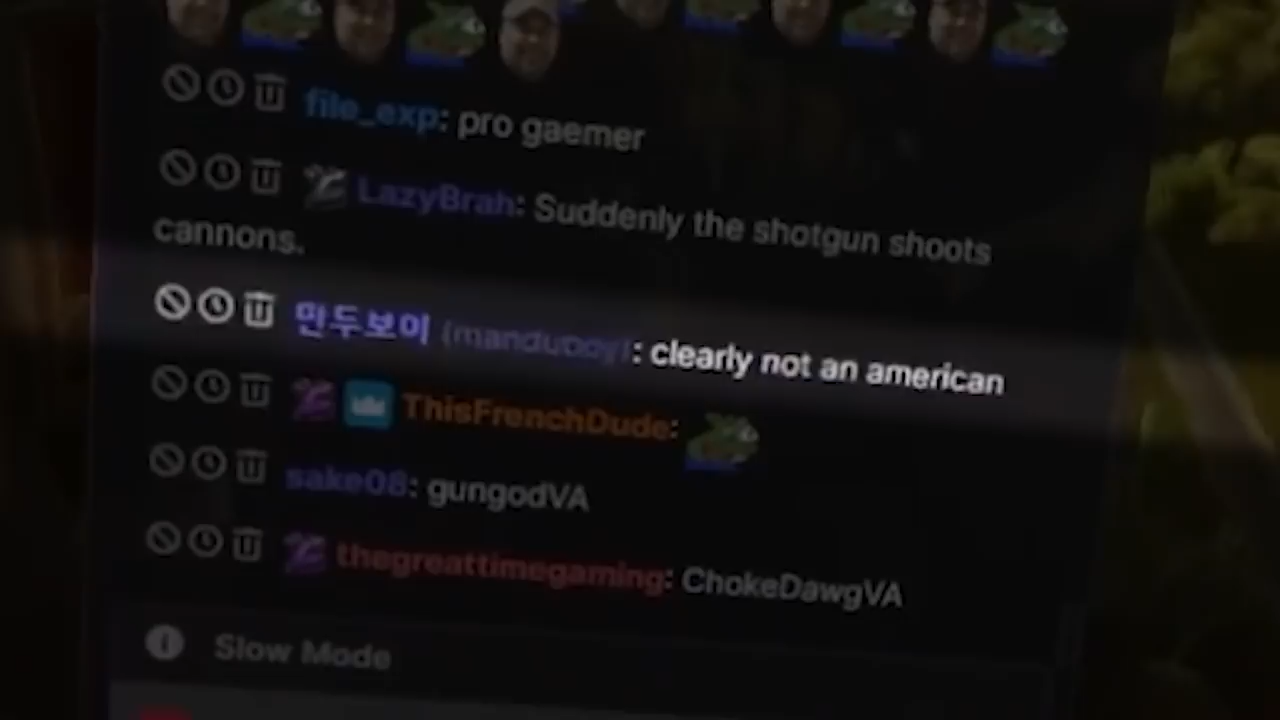 file_exp: pro gaemer
LazyBrah: Suddenly the shotgun shoots
cannons.
만두보이 (manduboy): clearly not an american
ThisFrenchDude:
sake08: gungodVA
thegreattimegaming: ChokeDawgVA
Slow Mode